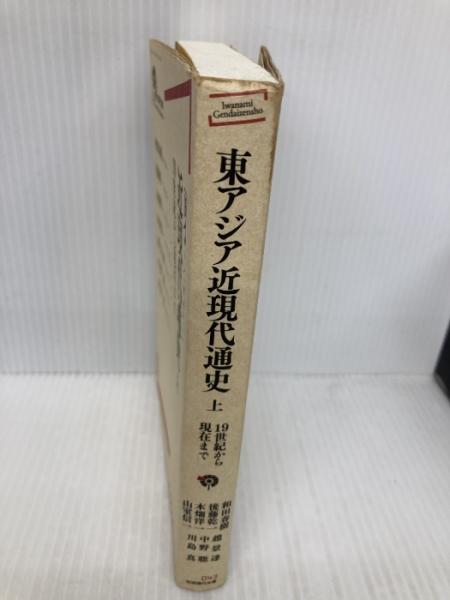 Iwanami
Gendaizensho
東アジア近現代通史 上
19世紀から
現在まで
和田春樹
後藤乾一
木畑洋一
山室信一
趙景達
中野聡
川島真
043